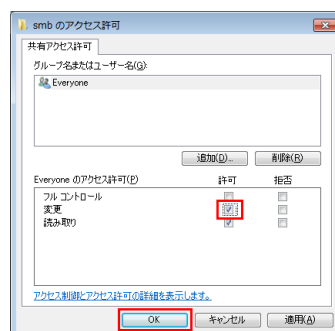 smb のアクセス許可
共有アクセス許可
グループ名またはユーザー名(G):
Everyone
追加(D)...
削除(R)
Everyone のアクセス許可(P)
許可
拒否
フル コントロール
変更
読み取り
アクセス制御とアクセス許可の詳細を表示します。
OK
キャンセル
適用(A)